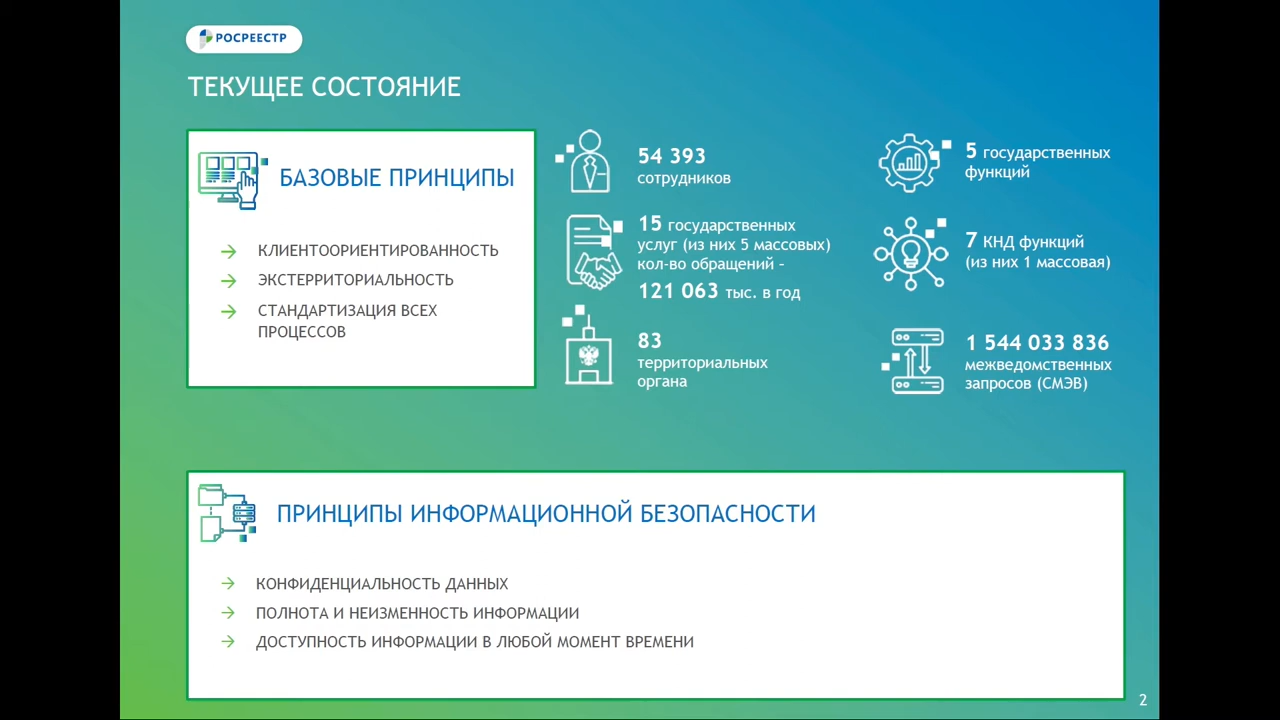 РОСРЕЕСТР
ТЕКУЩЕЕ СОСТОЯНИЕ
БАЗОВЫЕ ПРИНЦИПЫ
КЛИЕНТООРИЕНТИРОВАННОСТЬ
ЭКСТЕРРИТОРИАЛЬНОСТЬ
СТАНДАРТИЗАЦИЯ ВСЕХ
ПРОЦЕССОВ
54 393
сотрудников
15 государственных
услуг (из них 5 массовых)
кол-во обращений –
121 063 тыс. в год
83
территориальных
органа
5 государственных
функций
7 КНД функций
(из них 1 массовая)
1 544 033 836
межведомственных
запросов (СМЭВ)
ПРИНЦИПЫ ИНФОРМАЦИОННОЙ БЕЗОПАСНОСТИ
КОНФИДЕНЦИАЛЬНОСТЬ ДАННЫХ
ПОЛНОТА И НЕИЗМЕННОСТЬ ИНФОРМАЦИИ
ДОСТУПНОСТЬ ИНФОРМАЦИИ В ЛЮБОЙ МОМЕНТ ВРЕМЕНИ
2